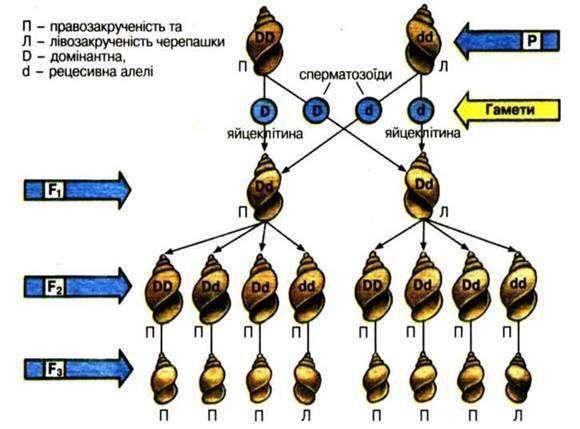 П – правозакрученість та
Л – лівозакрученість черепашки
D – домінантна,
d – рецесивна алелі
DD
dd
П
Л
P
сперматозоїди
D
D
d
d
Гамети
яйцеклітина
яйцеклітина
F₁
Dd
Dd
П
Л
F₂
DD
Dd
Dd
dd
DD
Dd
Dd
dd
П
П
П
П
П
П
П
П
F₃
П
П
П
Л
П
П
П
Л